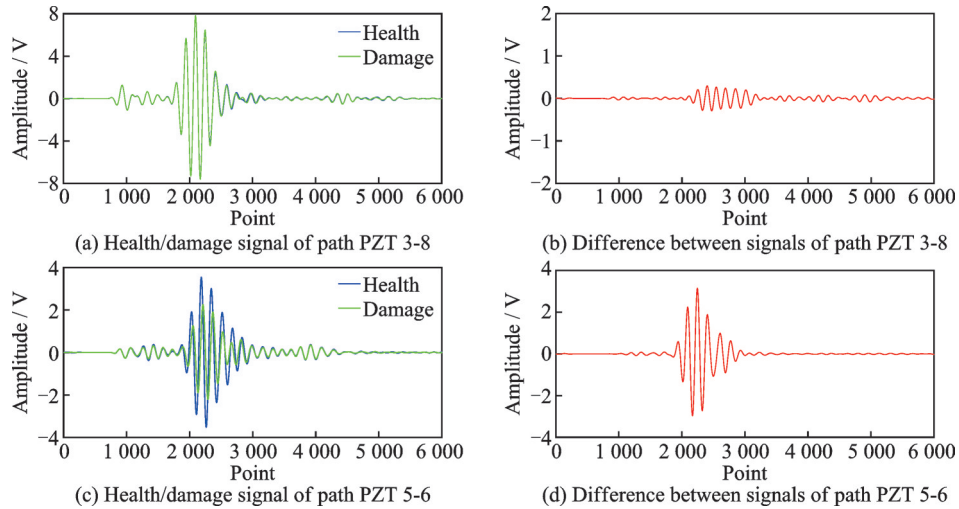 8
4
0
−4
−8
Amplitude / V
Health
Damage
0 1 000 2 000 3 000 4 000 5 000 6 000
Point
(a) Health/damage signal of path PZT 3-8
2
1
0
−1
−2
Amplitude / V
0 1 000 2 000 3 000 4 000 5 000 6 000
Point
(b) Difference between signals of path PZT 3-8
4
2
0
−2
−4
Amplitude / V
Health
Damage
0 1 000 2 000 3 000 4 000 5 000 6 000
Point
(c) Health/damage signal of path PZT 5-6
4
2
0
−2
−4
Amplitude / V
0 1 000 2 000 3 000 4 000 5 000 6 000
Point
(d) Difference between signals of path PZT 5-6